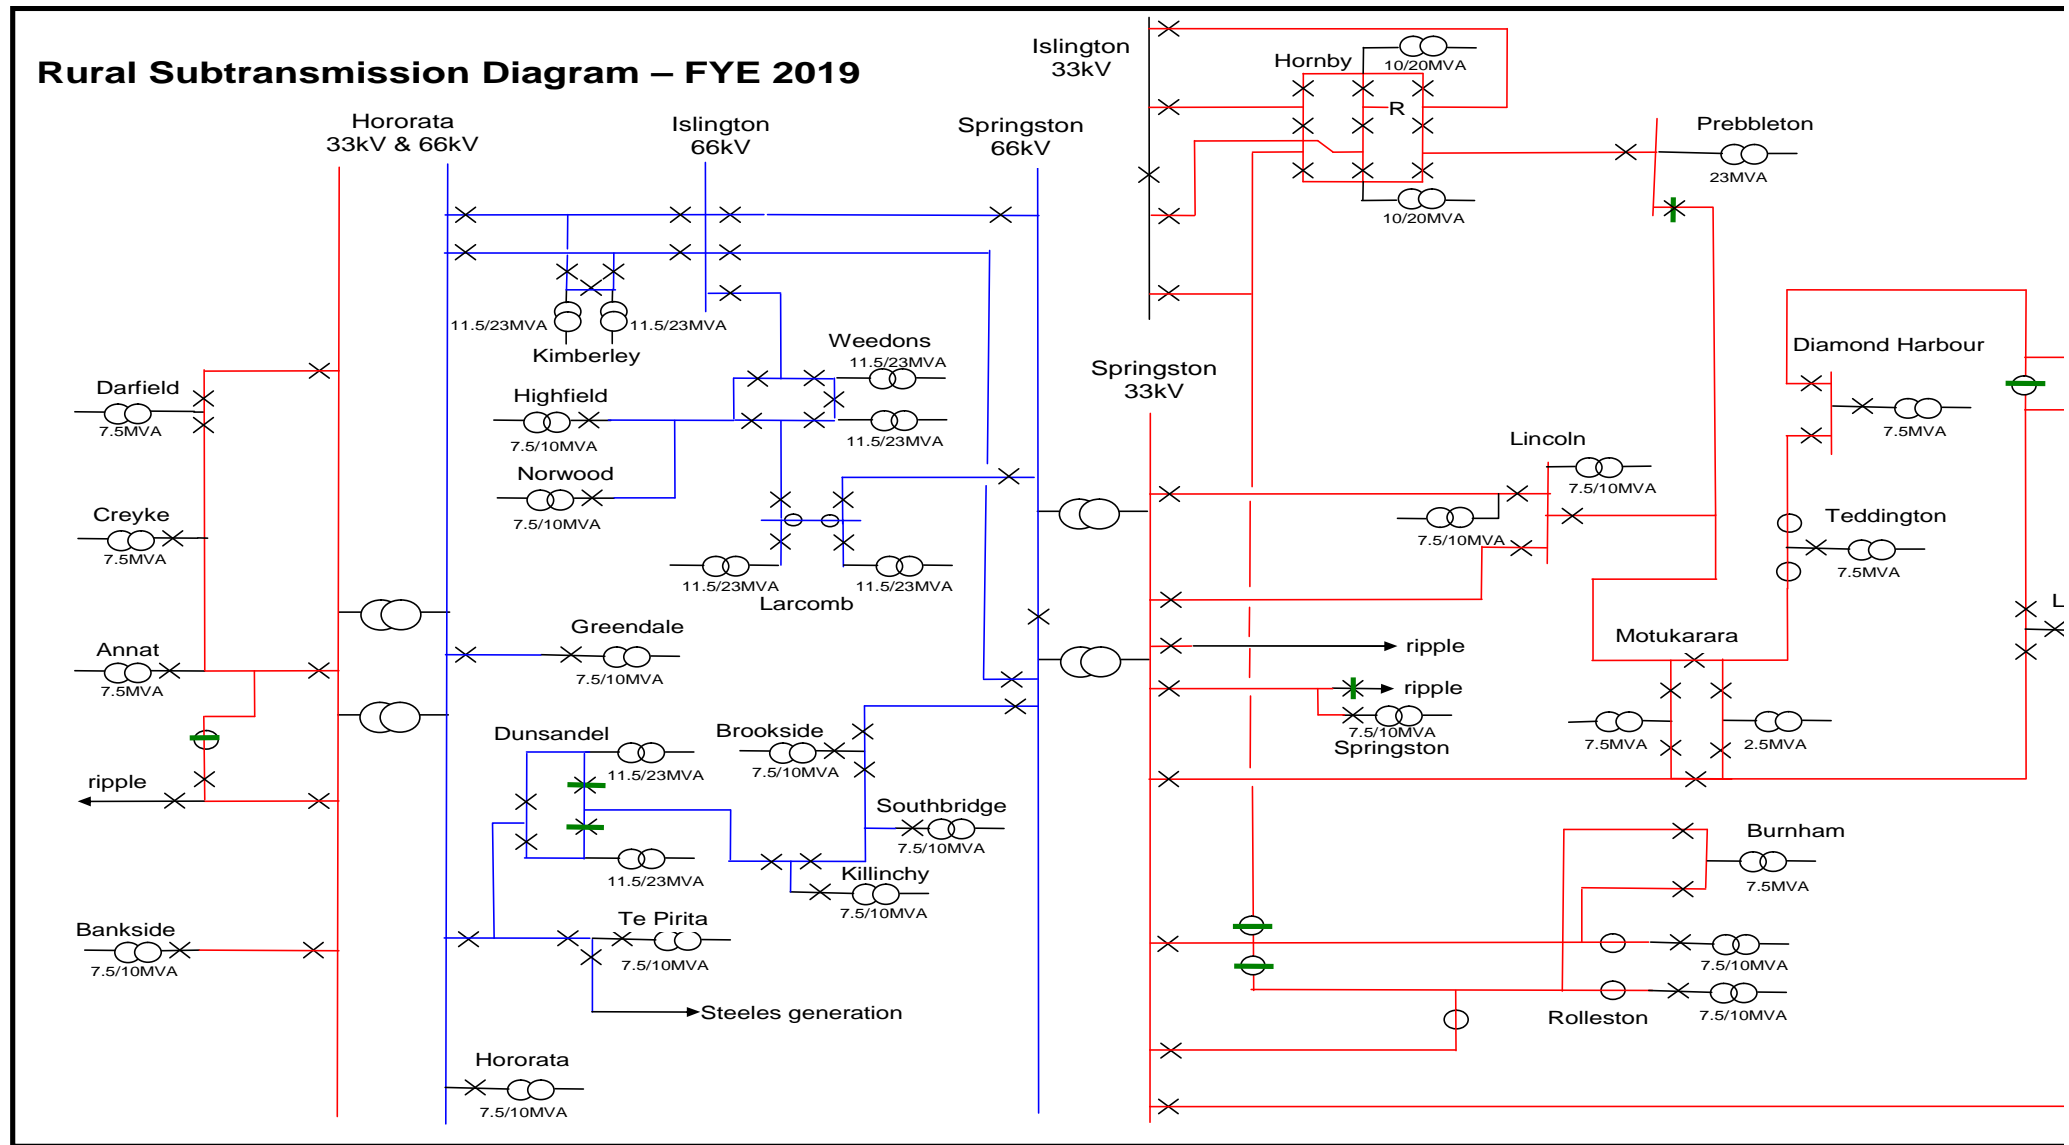 Rural Subtransmission Diagram – FYE 2019
Hororata
33kV & 66kV
Islington
66kV
Springston
66kV
Islington
33kV
Hornby
10/20MVA
R
10/20MVA
Prebbleton
23MVA
11.5/23MVA
11.5/23MVA
Kimberley
Weedons
11.5/23MVA
11.5/23MVA
Highfield
7.5/10MVA
Norwood
7.5/10MVA
11.5/23MVA
11.5/23MVA
Larcomb
Darfield
7.5MVA
Creyke
7.5MVA
Annat
7.5MVA
ripple
Bankside
7.5/10MVA
Greendale
7.5/10MVA
Dunsandel
11.5/23MVA
11.5/23MVA
Brookside
7.5/10MVA
Southbridge
7.5/10MVA
Killinchy
7.5/10MVA
Te Pirita
7.5/10MVA
Steeles generation
Hororata
7.5/10MVA
Springston
33kV
Lincoln
7.5/10MVA
7.5/10MVA
ripple
ripple
7.5/10MVA
Springston
Diamond Harbour
7.5MVA
Teddington
7.5MVA
L
Motukarara
7.5MVA
2.5MVA
Burnham
7.5MVA
7.5/10MVA
7.5/10MVA
Rolleston